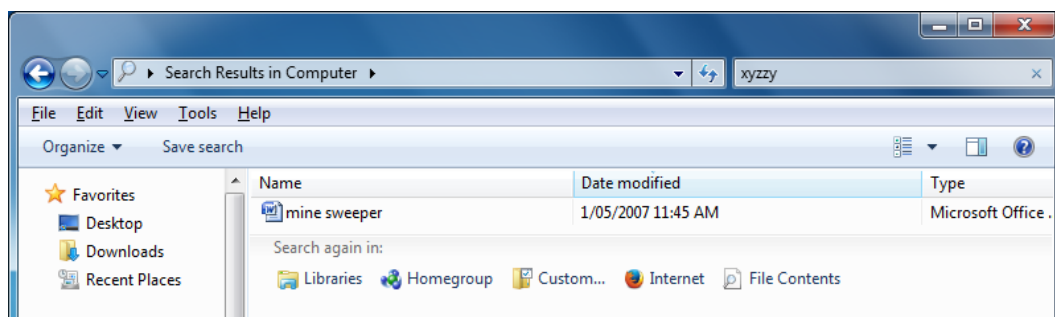 Search Results in Computer
xyzzy
File Edit View Tools Help
Organize Save search
Favorites
Desktop
Downloads
Recent Places
Name Date modified Type
mine sweeper 1/05/2007 11:45 AM Microsoft Office .
Search again in:
Libraries Homegroup Custom... Internet File Contents